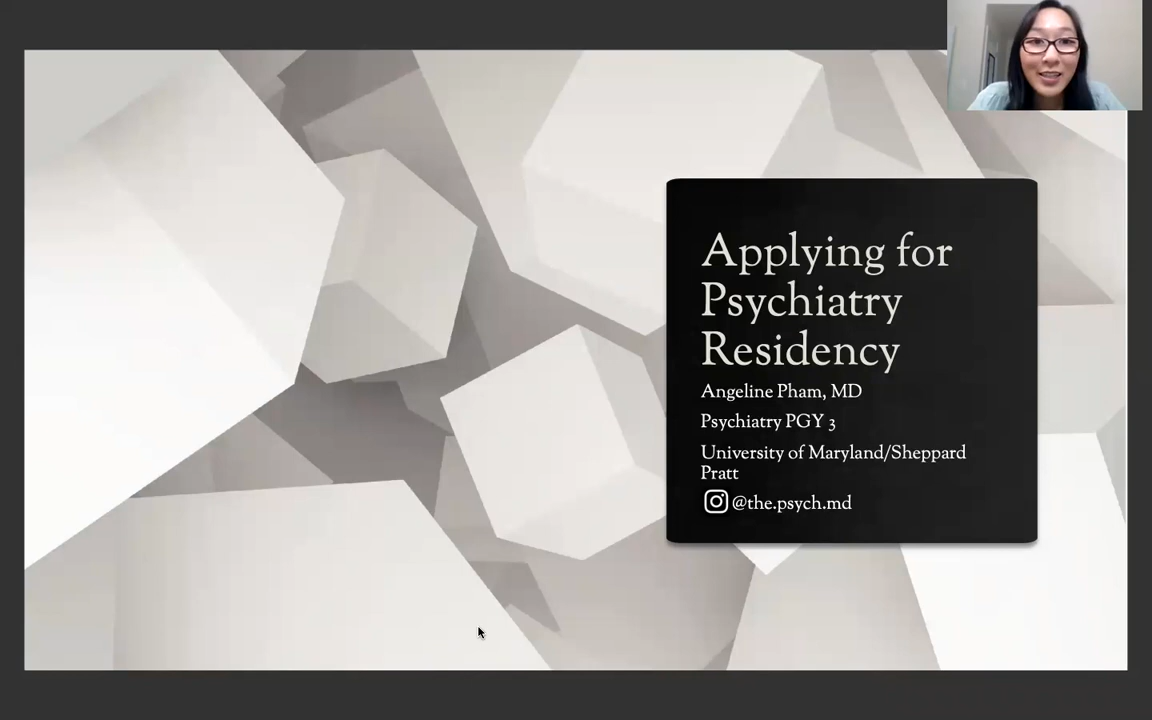 Applying for
Psychiatry
Residency
Angeline Pham, MD
Psychiatry PGY 3
University of Maryland/Sheppard
Pratt
@the.psych.md